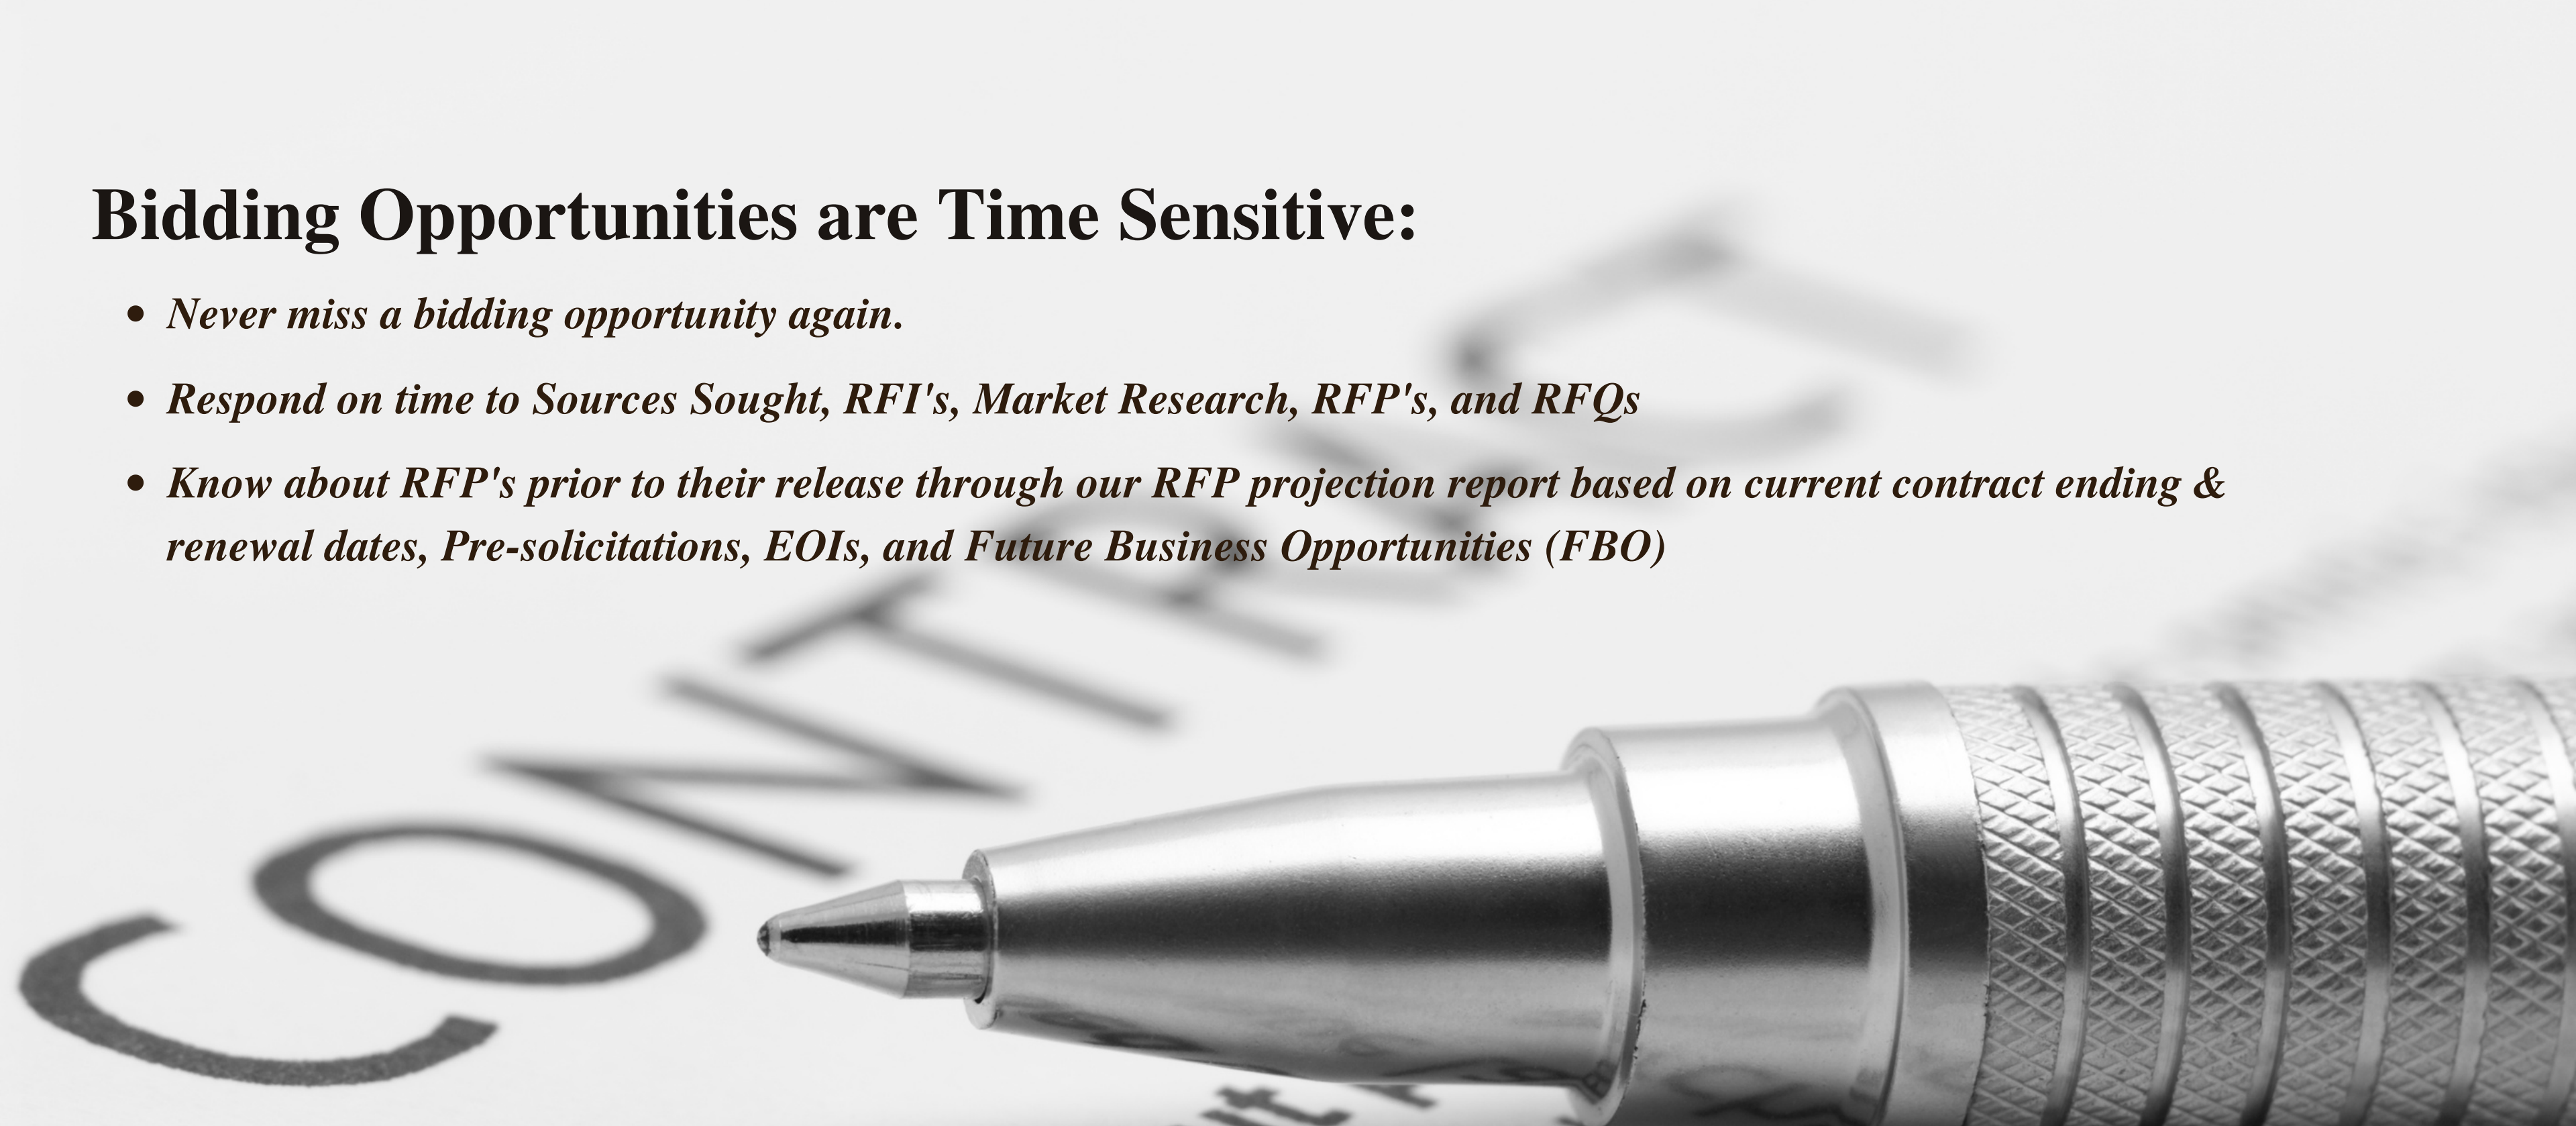 Bidding Opportunities are Time Sensitive:
• Never miss a bidding opportunity again.
• Respond on time to Sources Sought, RFI's, Market Research, RFP's, and RFQs
• Know about RFP's prior to their release through our RFP projection report based on current contract ending &
renewal dates, Pre-solicitations, EOIs, and Future Business Opportunities (FBO)
CONTRACT